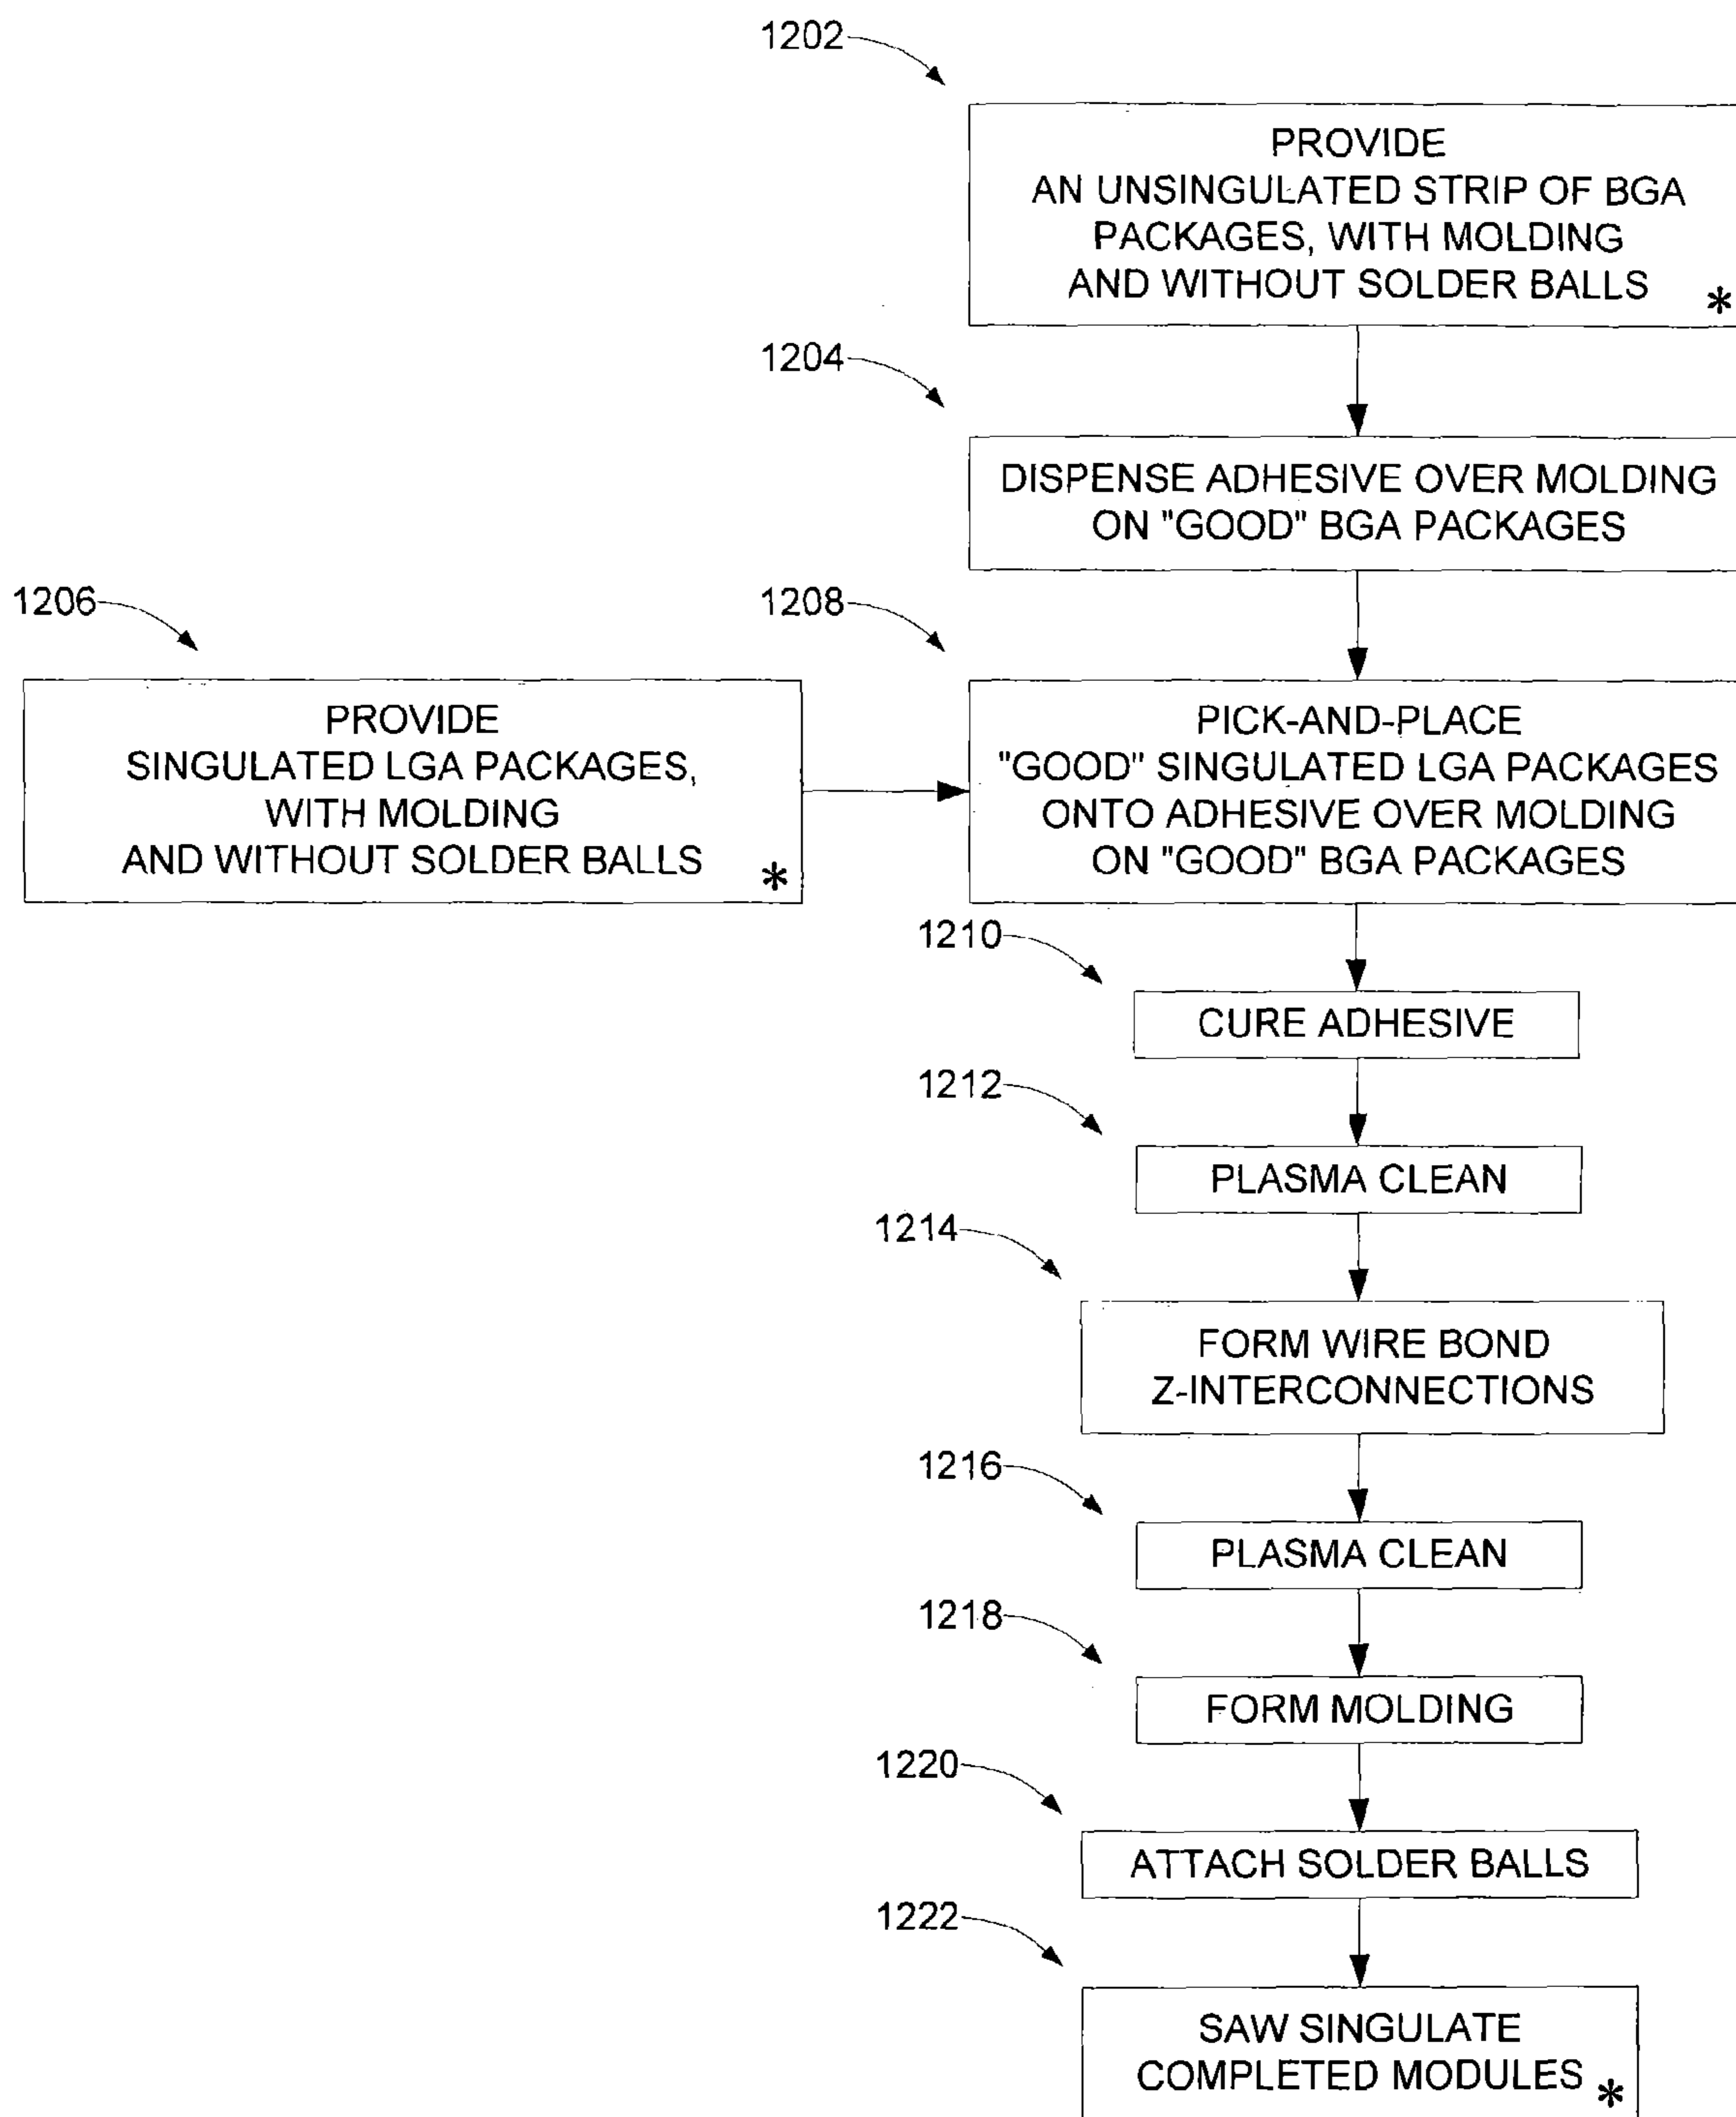 1202
PROVIDE
AN UNSINGULATED STRIP OF BGA
PACKAGES, WITH MOLDING
AND WITHOUT SOLDER BALLS
*
1204
DISPENSE ADHESIVE OVER MOLDING
ON "GOOD" BGA PACKAGES
1206
PROVIDE
SINGULATED LGA PACKAGES,
WITH MOLDING
AND WITHOUT SOLDER BALLS
*
1208
PICK-AND-PLACE
"GOOD" SINGULATED LGA PACKAGES
ONTO ADHESIVE OVER MOLDING
ON "GOOD" BGA PACKAGES
1210
CURE ADHESIVE
1212
PLASMA CLEAN
1214
FORM WIRE BOND
Z-INTERCONNECTIONS
1216
PLASMA CLEAN
1218
FORM MOLDING
1220
ATTACH SOLDER BALLS
1222
SAW SINGULATE
COMPLETED MODULES
*